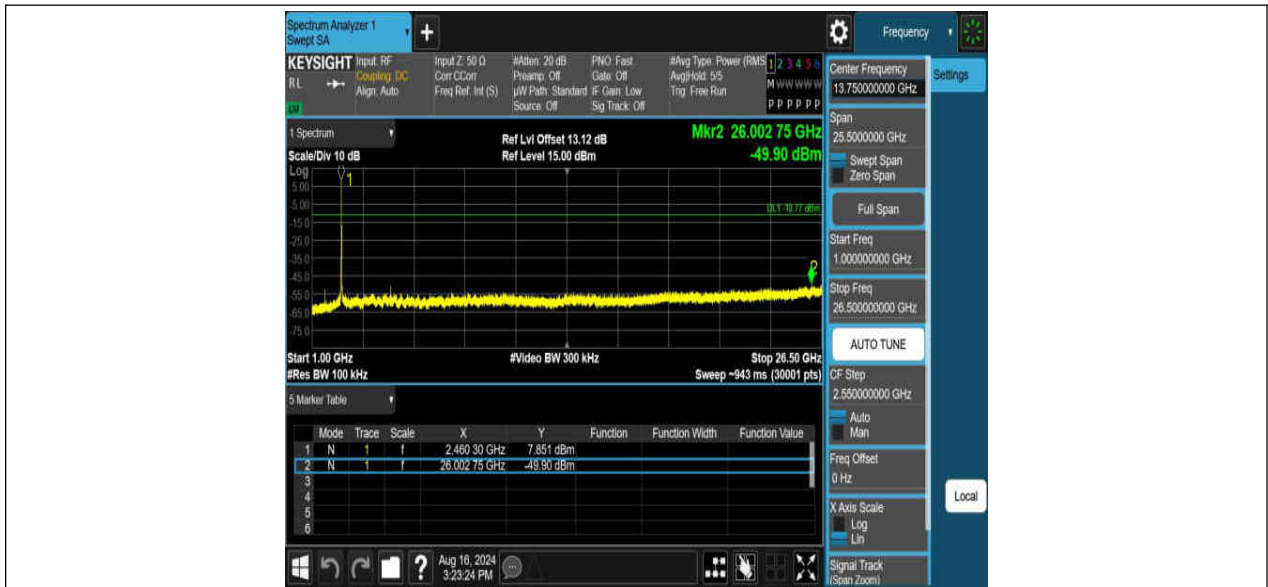 Spectrum Analyzer 1
Swept SA
+
Frequency
KEYSIGHT
RL
Input: RF
Coupling: DC
Align: Auto
Input Z: 50 Ω
Corr CCorr
Freq Ref: Int (S)
#Atten: 20 dB
Preamp: Off
µW Path: Standard
Source: Off
PNO: Fast
Gate: Off
IF Gain: Low
Sig Track: Off
#Avg Type: Power (RMS
Avg|Hold: 5/5
Trig: Free Run
1 2 3 4 5 6
M W W W W W
P P P P P P
1 Spectrum
Scale/Div 10 dB
Ref Lvl Offset 13.12 dB
Ref Level 15.00 dBm
Mkr2 26.002 75 GHz
-49.90 dBm
Log
1
5.00
-5.00
DL1 -10.77 dBm
-15.0
-25.0
-35.0
2
-45.0
-55.0
-65.0
-75.0
Start 1.00 GHz
#Video BW 300 kHz
Stop 26.50 GHz
#Res BW 100 kHz
Sweep ~943 ms (30001 pts)
5 Marker Table
Mode Trace Scale X Y Function Function Width Function Value
1 N 1 f 2.460 30 GHz 7.851 dBm
2 N 1 f 26.002 75 GHz -49.90 dBm
3
4
5
6
?
Aug 16, 2024
3:23:24 PM
Center Frequency
13.750000000 GHz
Settings
Span
25.5000000 GHz
Swept Span
Zero Span
Full Span
Start Freq
1.000000000 GHz
Stop Freq
26.500000000 GHz
AUTO TUNE
CF Step
2.550000000 GHz
Auto
Man
Freq Offset
0 Hz
X Axis Scale
Log
Lin
Local
Signal Track
(Span Zoom)